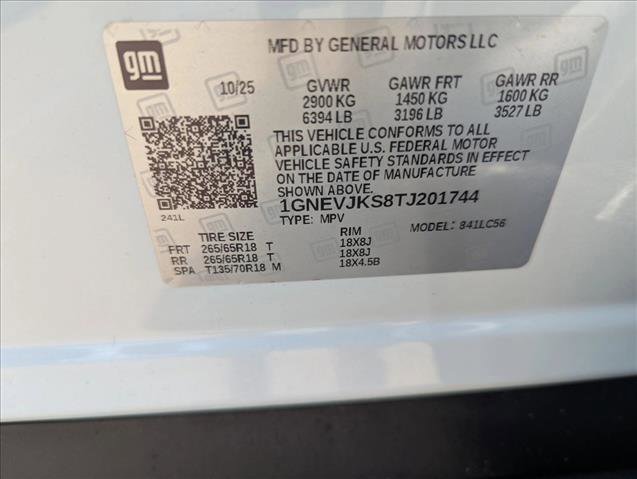 gm
MFD BY GENERAL MOTORS LLC
10/25 GVWR GAWR FRT GAWR RR
2900 KG 1450 KG 1600 KG
6394 LB 3196 LB 3527 LB
THIS VEHICLE CONFORMS TO ALL
APPLICABLE U.S. FEDERAL MOTOR
VEHICLE SAFETY STANDARDS IN EFFECT
ON THE DATE OF MANUFACTURE
SHOWN ABOVE.
1GNEVJKS8TJ201744
241L TYPE: MPV MODEL: 841LC56
TIRE SIZE RIM
FRT 265/65R18 T 18X8J
RR 265/65R18 T 18X8J
SPA T135/70R18 M 18X4.5B